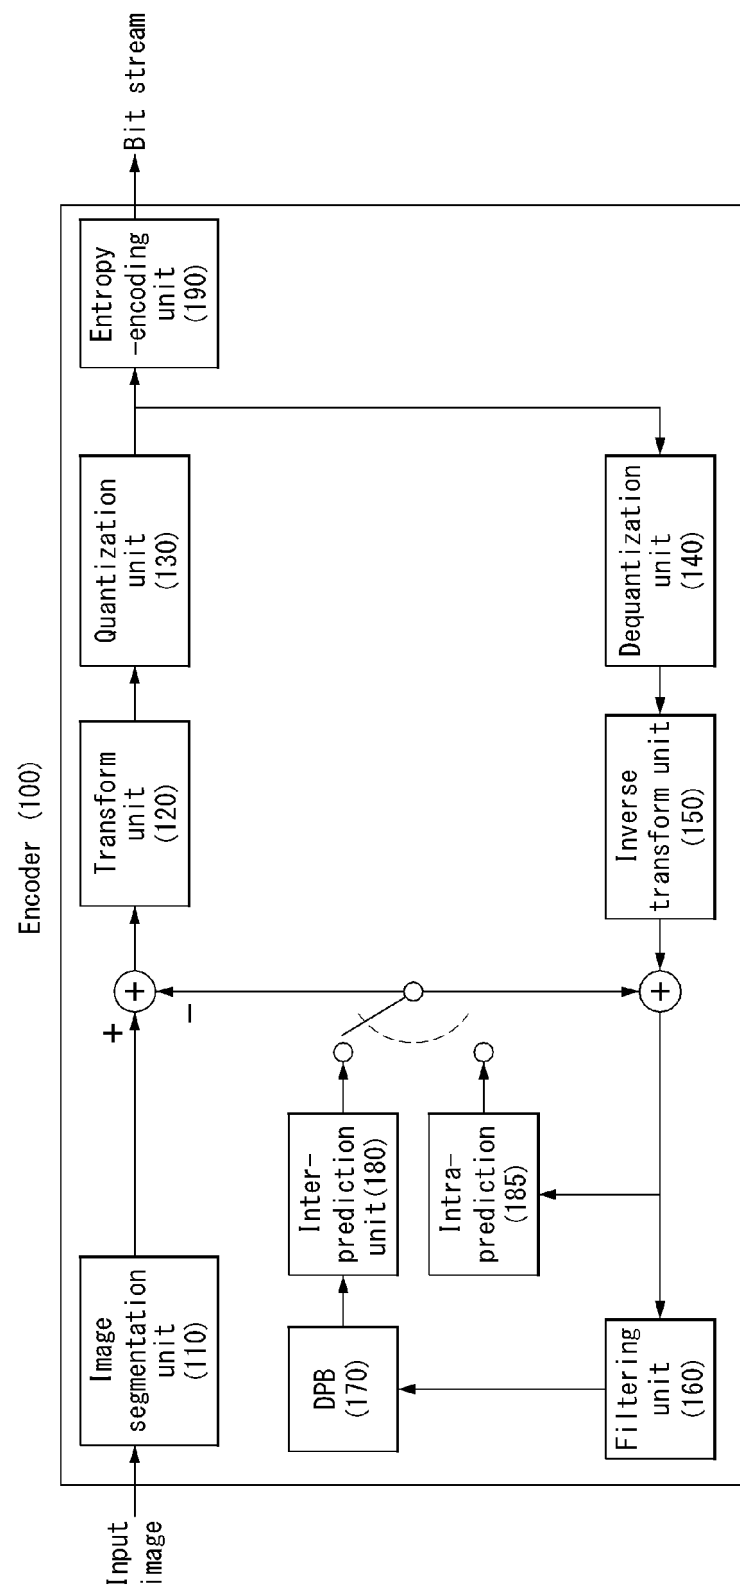 Encoder (100)
Input
image
Image
segmentation
unit
(110)
+
−
+
Transform
unit
(120)
Quantization
unit
(130)
Entropy
-encoding
unit
(190)
Bit stream
DPB
(170)
Inter-
prediction
unit(180)
Intra-
prediction
(185)
Filtering
unit
(160)
+
Inverse
transform unit
(150)
Dequantization
unit
(140)